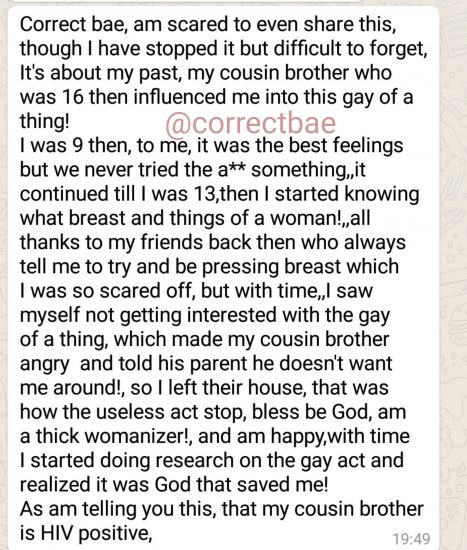 Correct bae, am scared to even share this,
though I have stopped it but difficult to forget,
It's about my past, my cousin brother who
was 16 then influenced me into this gay of a
thing!
@correctbae
I was 9 then, to me, it was the best feelings
but we never tried the a** something,,it
continued till I was 13,then I started knowing
what breast and things of a woman!,,all
thanks to my friends back then who always
tell me to try and be pressing breast which
I was so scared off, but with time,,I saw
myself not getting interested with the gay
of a thing, which made my cousin brother
angry and told his parent he doesn't want
me around!, so I left their house, that was
how the useless act stop, bless be God, am
a thick womanizer!, and am happy,with time
I started doing research on the gay act and
realized it was God that saved me!
As am telling you this, that my cousin brother
is HIV positive,
19:49